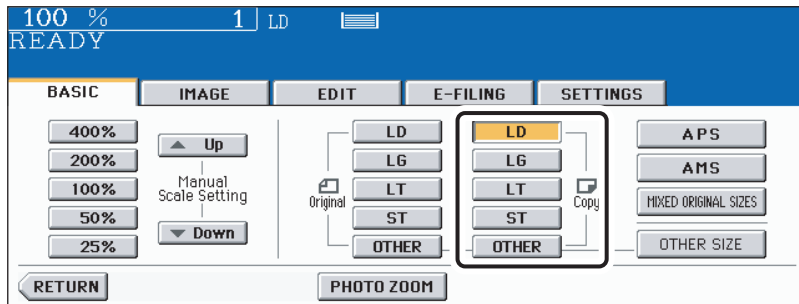 100 % 1 LD
READY
BASIC IMAGE EDIT E-FILING SETTINGS
400% Up LD LD APS
200% LG LG AMS
100% Manual Scale Setting Original LT LT Copy MIXED ORIGINAL SIZES
50% Down ST ST OTHER SIZE
25% OTHER OTHER
RETURN PHOTO ZOOM